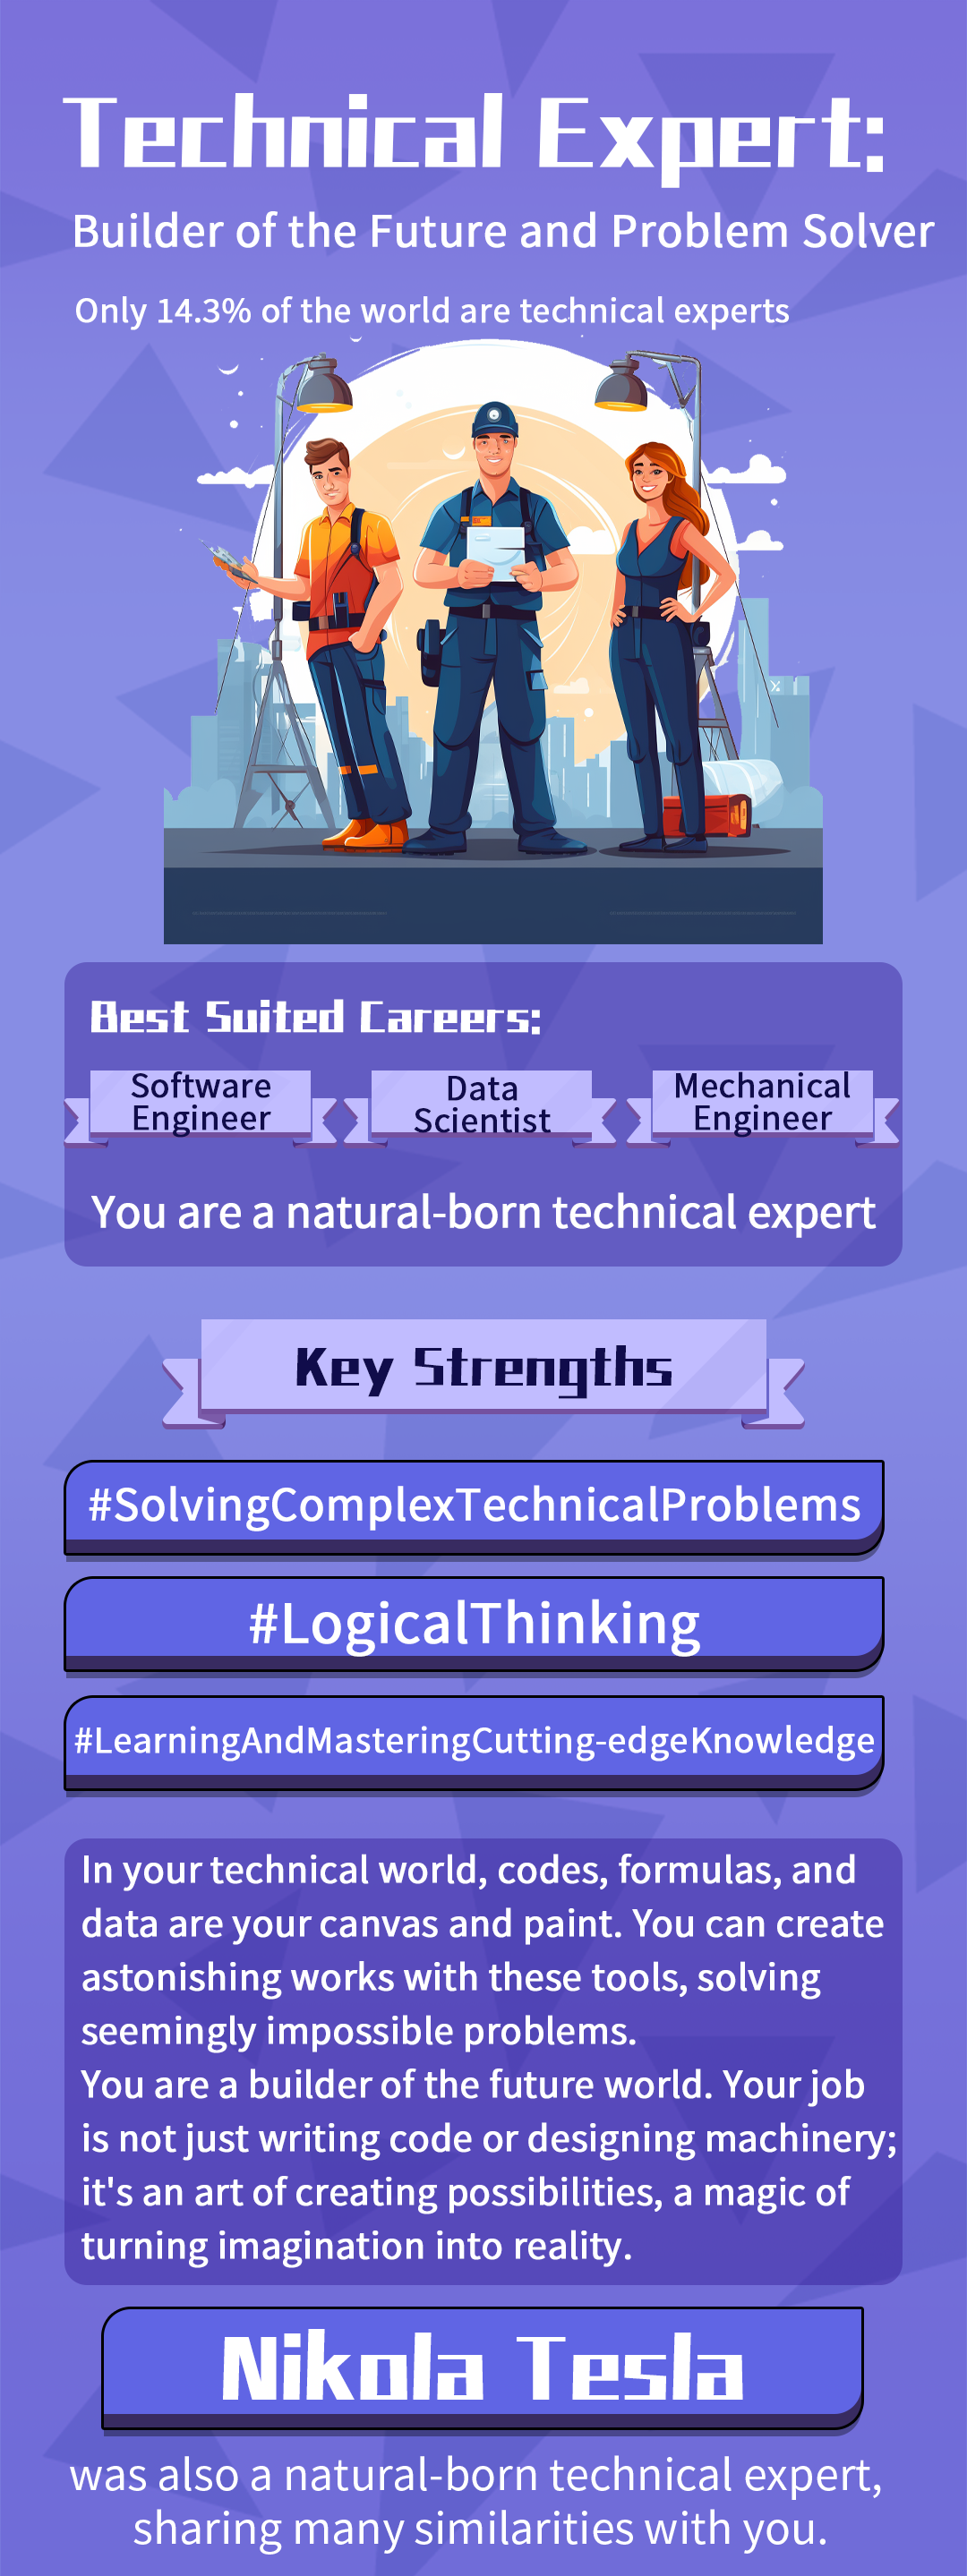 Technical Expert:
Builder of the Future and Problem Solver
Only 14.3% of the world are technical experts
Best Suited Careers:
Software
Engineer
Data
Scientist
Mechanical
Engineer
You are a natural-born technical expert
Key Strengths
#SolvingComplexTechnicalProblems
#LogicalThinking
#LearningAndMasteringCutting-edgeKnowledge
In your technical world, codes, formulas, and
data are your canvas and paint. You can create
astonishing works with these tools, solving
seemingly impossible problems.
You are a builder of the future world. Your job
is not just writing code or designing machinery;
it's an art of creating possibilities, a magic of
turning imagination into reality.
Nikola Tesla
was also a natural-born technical expert,
sharing many similarities with you.